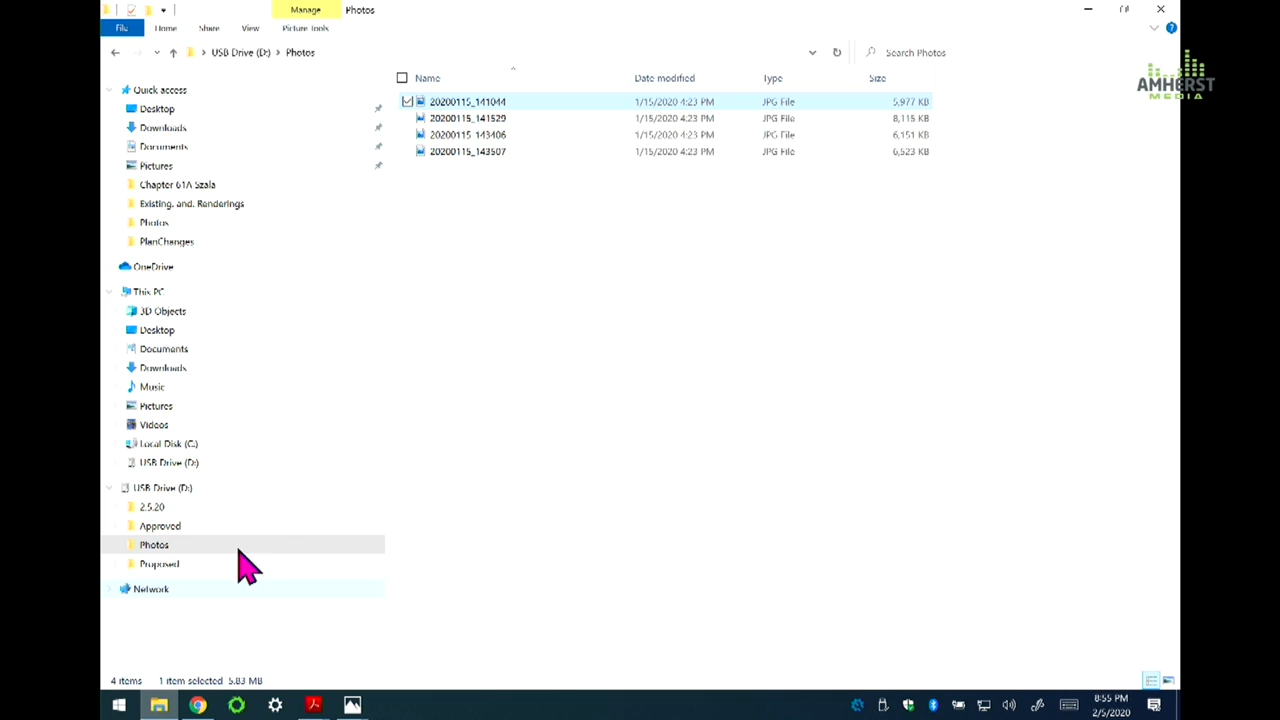 Manage Photos
File Home Share View Picture Tools
USB Drive (D:) Photos Search Photos
Name Date modified Type Size
20200115_141044 1/15/2020 4:23 PM JPG File 5,977 KB
20200115_141529 1/15/2020 4:23 PM JPG File 8,115 KB
20200115_143406 1/15/2020 4:23 PM JPG File 6,151 KB
20200115_143507 1/15/2020 4:23 PM JPG File 6,523 KB
AMHERST
MEDIA
Quick access
Desktop
Downloads
Documents
Pictures
Chapter 61A Szala
Existing. and. Renderings
Photos
PlanChanges
OneDrive
This PC
3D Objects
Desktop
Documents
Downloads
Music
Pictures
Videos
Local Disk (C:)
USB Drive (D:)
USB Drive (D:)
2.5.20
Approved
Photos
Proposed
Network
4 items 1 item selected 5.83 MB
8:55 PM
2/5/2020